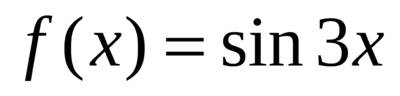 f(x) = sin 3x